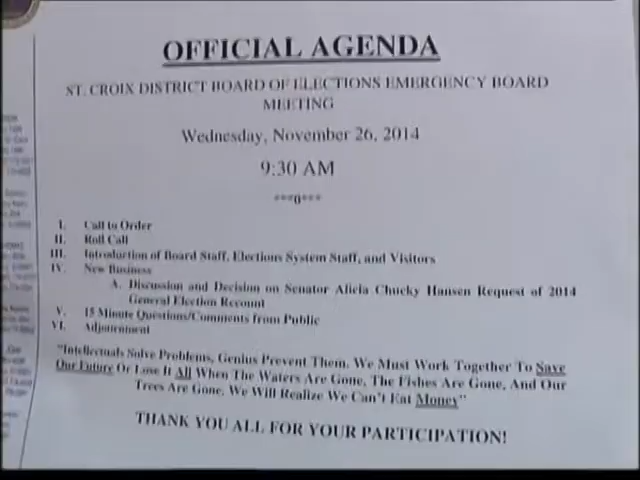 OFFICIAL AGENDA
ST. CROIX DISTRICT BOARD OF ELECTIONS EMERGENCY BOARD
MEETING
Wednesday, November 26, 2014
9:30 AM
***0***
I. Call to Order
II. Roll Call
III. Introduction of Board Staff, Elections System Staff, and Visitors
IV. New Business
A. Discussion and Decision on Senator Alicia Chucky Hansen Request of 2014
General Election Recount
V. 15 Minute Questions/Comments from Public
VI. Adjournment
"Intellectuals Solve Problems, Genius Prevent Them. We Must Work Together To Save
Our Future Or Lose It All When The Waters Are Gone, The Fishes Are Gone, And Our
Trees Are Gone, We Will Realize We Can't Eat Money"
THANK YOU ALL FOR YOUR PARTICIPATION!